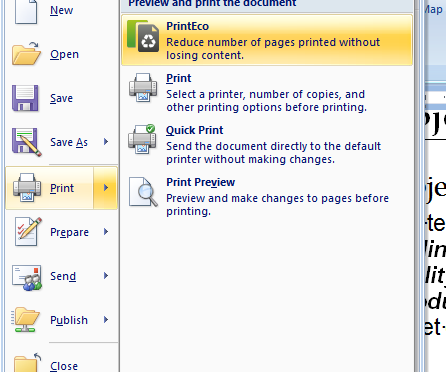 New
Open
Save
Save As
Print
Prepare
Send
Publish
Close
Preview and print the document
PrintEco
Reduce number of pages printed without
losing content.
Print
Select a printer, number of copies, and
other printing options before printing.
Quick Print
Send the document directly to the default
printer without making changes.
Print Preview
Preview and make changes to pages before
printing.
Map